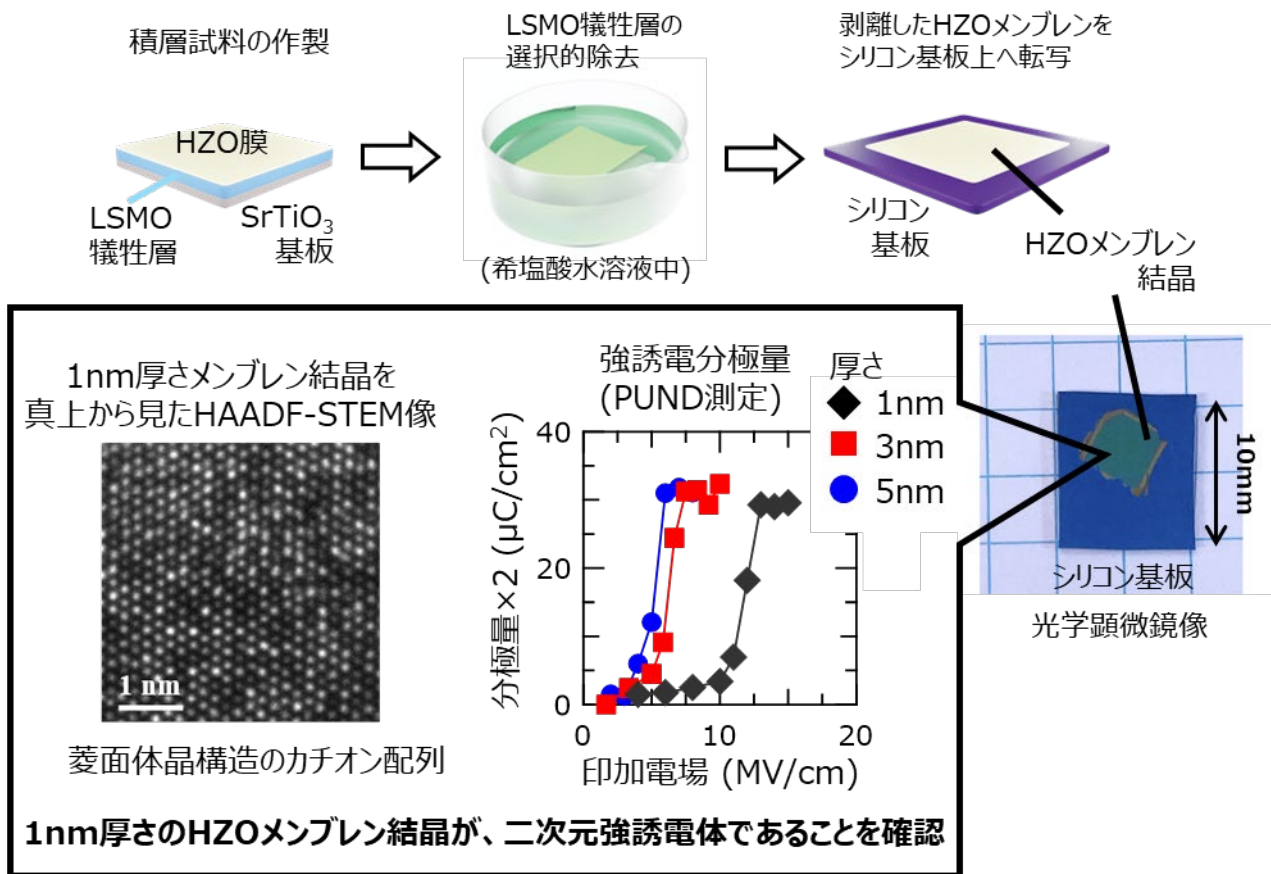 積層試料の作製
LSMO犠牲層の
選択的除去
剥離したHZOメンブレンを
シリコン基板上へ転写
HZO膜
LSMO
犠牲層
SrTiO₃
基板
(希塩酸水溶液中)
シリコン
基板
HZOメンブレン
結晶
1nm厚さメンブレン結晶を
真上から見たHAADF-STEM像
1 nm
菱面体晶構造のカチオン配列
強誘電分極量
(PUND測定)
厚さ
1nm
3nm
5nm
分極量×2 (μC/cm²)
40
20
0
0
10
20
印加電場 (MV/cm)
10mm
シリコン基板
光学顕微鏡像
1nm厚さのHZOメンブレン結晶が、二次元強誘電体であることを確認